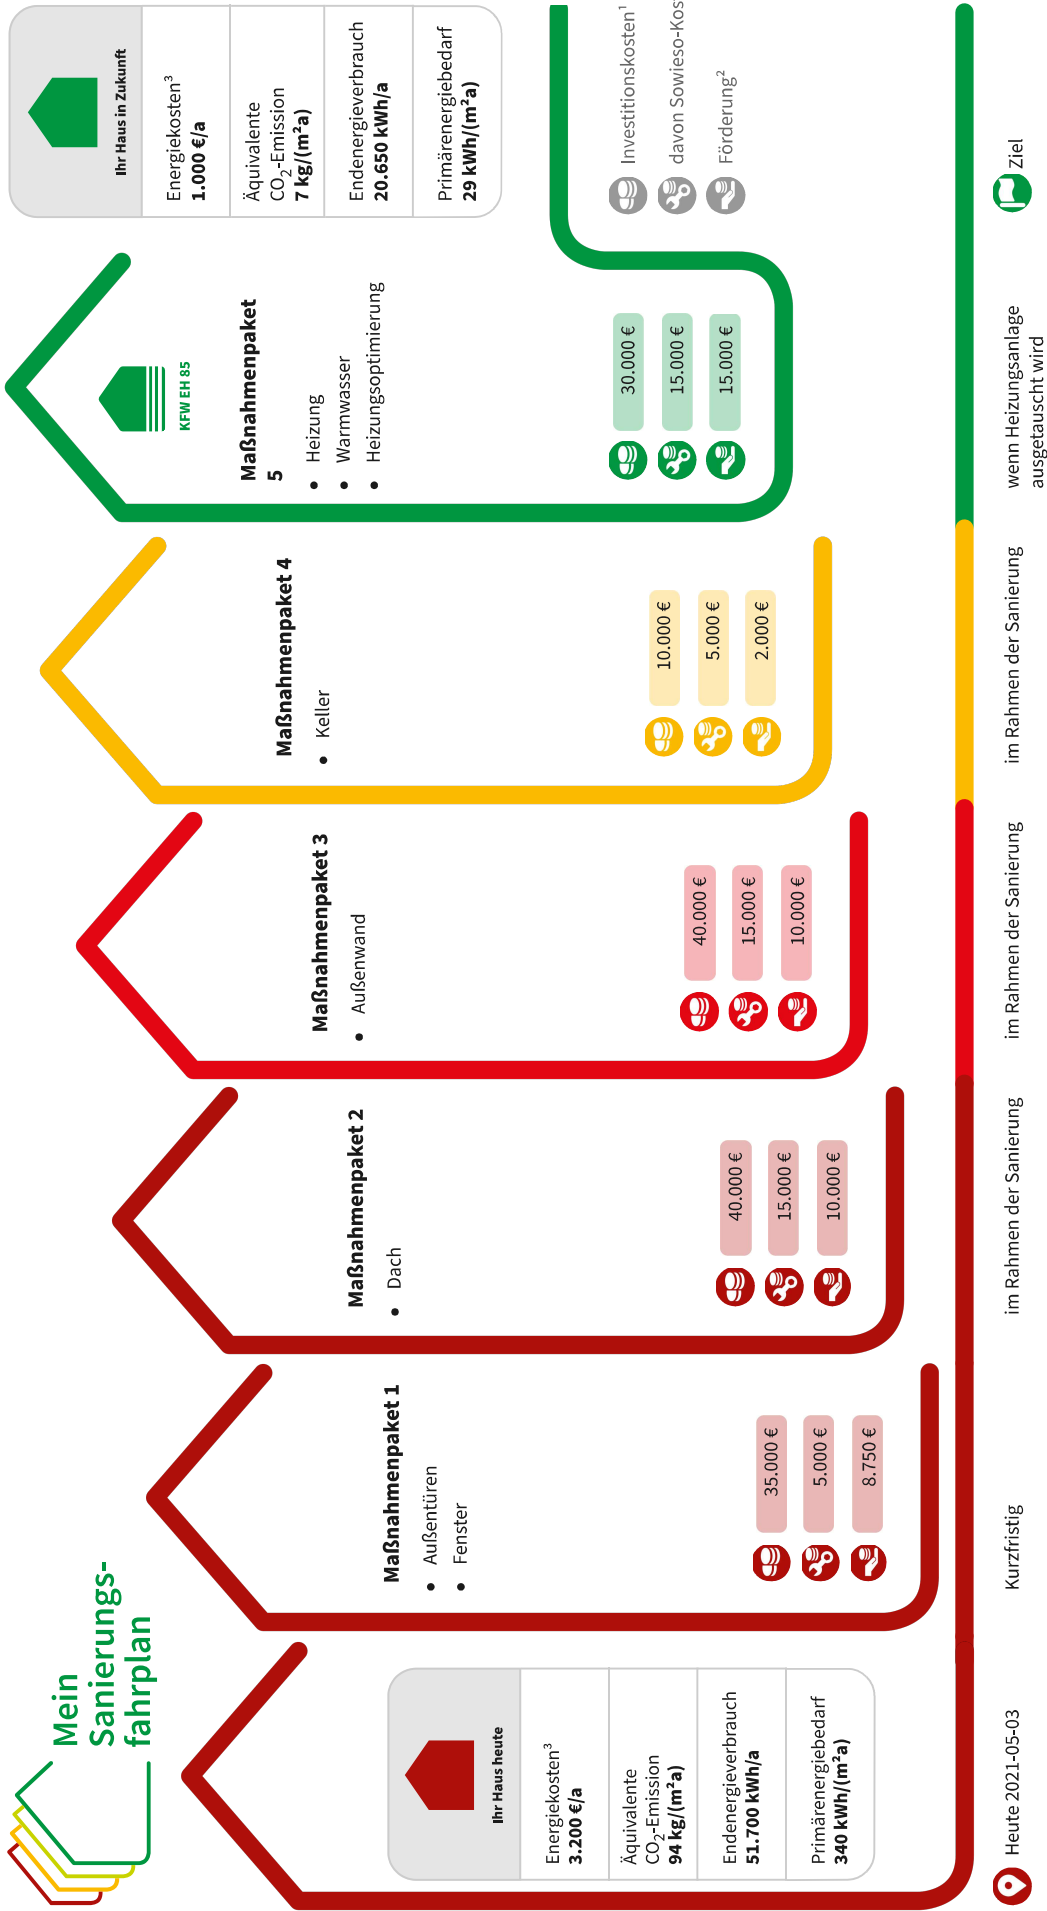 Mein
Sanierungs-
fahrplan
Ihr Haus heute
Energiekosten³
3.200 €/a
Äquivalente
CO₂-Emission
94 kg/(m²a)
Endenergieverbrauch
51.700 kWh/a
Primärenergiebedarf
340 kWh/(m²a)
Heute 2021-05-03
Maßnahmenpaket 1
• Außentüren
• Fenster
35.000 €
5.000 €
8.750 €
Kurzfristig
Maßnahmenpaket 2
• Dach
40.000 €
15.000 €
10.000 €
im Rahmen der Sanierung
Maßnahmenpaket 3
• Außenwand
40.000 €
15.000 €
10.000 €
im Rahmen der Sanierung
Maßnahmenpaket 4
• Keller
10.000 €
5.000 €
2.000 €
im Rahmen der Sanierung
KFW EH 85
Maßnahmenpaket
5
• Heizung
• Warmwasser
• Heizungsoptimierung
30.000 €
15.000 €
15.000 €
wenn Heizungsanlage
ausgetauscht wird
Ihr Haus in Zukunft
Energiekosten³
1.000 €/a
Äquivalente
CO₂-Emission
7 kg/(m²a)
Endenergieverbrauch
20.650 kWh/a
Primärenergiebedarf
29 kWh/(m²a)
Investitionskosten¹
davon Sowieso-Kos
Förderung²
Ziel